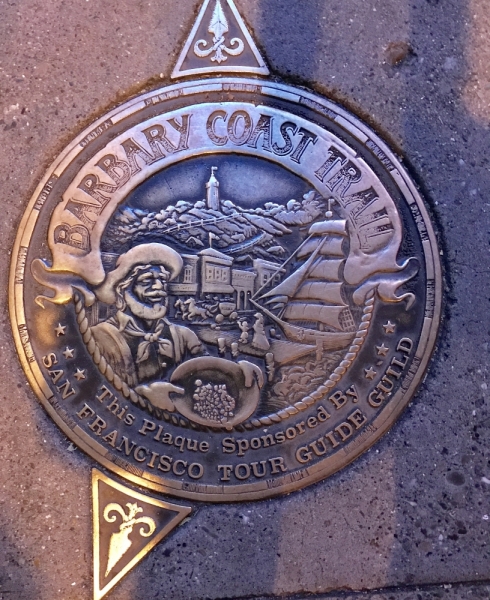 BARBARY COAST TRAIL
This Plaque Sponsored By
SAN FRANCISCO TOUR GUIDE GUILD